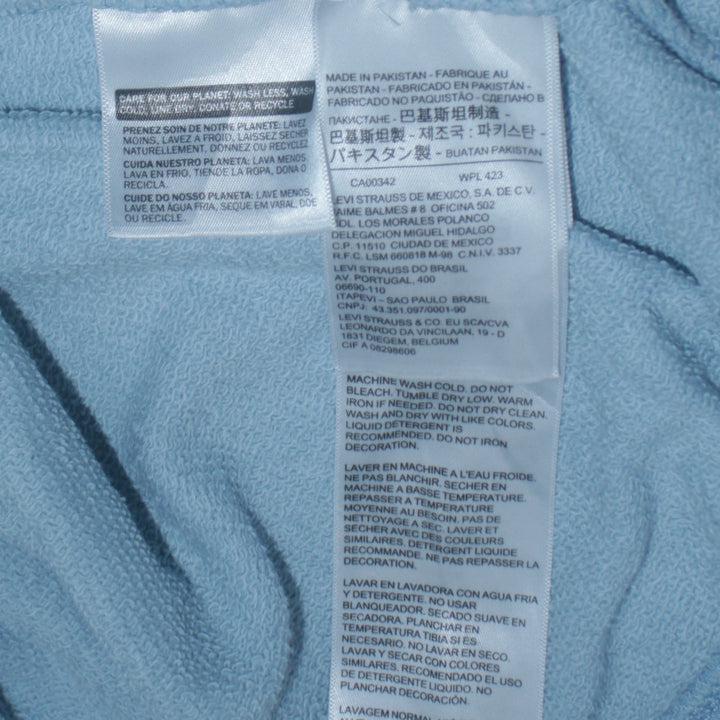 CARE FOR OUR PLANET: WASH LESS, WASH
COLD, LINE DRY, DONATE OR RECYCLE
PRENEZ SOIN DE NOTRE PLANETE: LAVEZ
MOINS, LAVEZ A FROID, LAISSEZ SECHER
NATURELLEMENT, DONNEZ OU RECYCLEZ
CUIDA NUESTRO PLANETA: LAVA MENOS,
LAVA EN FRIO, TIENDE LA ROPA, DONA O
RECICLA.
CUIDE DO NOSSO PLANETA: LAVE MENOS,
LAVE EM ÁGUA FRIA, SEQUE EM VARAL, DOE
OU RECICLE.
MADE IN PAKISTAN - FABRIQUE AU
PAKISTAN - FABRICADO EN PAKISTÁN -
FABRICADO NO PAQUISTÃO - СДЕЛАНО В
ПАКИСТАНЕ - 巴基斯坦制造 -
巴基斯坦製 - 제조국 : 파키스탄 -
パキスタン製 - BUATAN PAKISTAN
CA00342 WPL 423
LEVI STRAUSS DE MEXICO, S.A. DE C.V.
JAIME BALMES # 8 OFICINA 502
COL. LOS MORALES POLANCO
DELEGACION MIGUEL HIDALGO
C.P. 11510 CIUDAD DE MEXICO
R.F.C. LSM 660818 M-98 C.N.I.V. 3337
LEVI STRAUSS DO BRASIL
AV. PORTUGAL, 400
06690-110
ITAPEVI – SAO PAULO BRASIL
CNPJ: 43.351.097/0001-90
LEVI STRAUSS & CO. EU SCA/CVA
LEONARDO DA VINCILAAN, 19 - D
1831 DIEGEM, BELGIUM
CIF A 08298606
MACHINE WASH COLD. DO NOT
BLEACH. TUMBLE DRY LOW. WARM
IRON IF NEEDED. DO NOT DRY CLEAN.
WASH AND DRY WITH LIKE COLORS.
LIQUID DETERGENT IS
RECOMMENDED. DO NOT IRON
DECORATION.
LAVER EN MACHINE A L'EAU FROIDE.
NE PAS BLANCHIR. SECHER EN
MACHINE A BASSE TEMPERATURE.
REPASSER A TEMPERATURE
MOYENNE AU BESOIN. PAS DE
NETTOYAGE A SEC. LAVER ET
SECHER AVEC DES COULEURS
SIMILAIRES. DETERGENT LIQUIDE
RECOMMANDE. NE PAS REPASSER LA
DECORATION.
LAVAR EN LAVADORA CON AGUA FRIA
Y DETERGENTE. NO USAR
BLANQUEADOR. SECADO SUAVE EN
SECADORA. PLANCHAR EN
TEMPERATURA TIBIA SI ES
NECESARIO. NO LAVAR EN SECO.
LAVAR Y SECAR CON COLORES
SIMILARES. RECOMENDADO EL USO
DE DETERGENTE LIQUIDO. NO
PLANCHAR DECORACIÓN.
LAVAGEM NORMAL